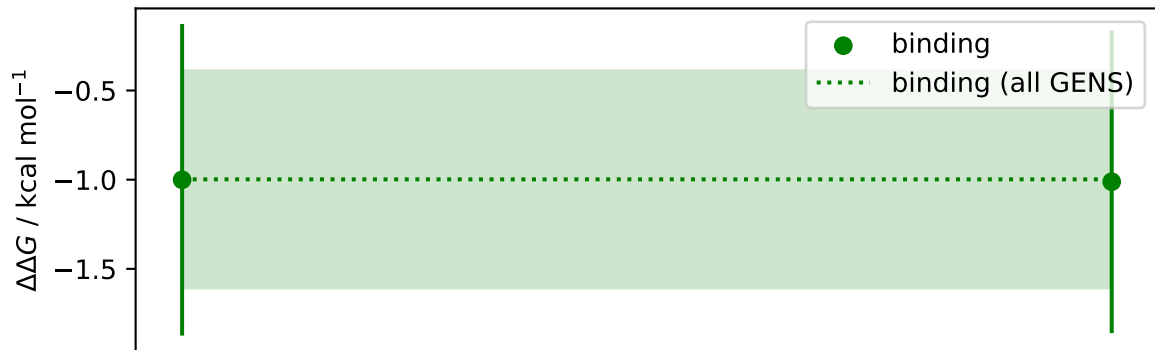 binding
binding (all GENS)
−0.5
−1.0
−1.5
ΔΔG / kcal mol⁻¹